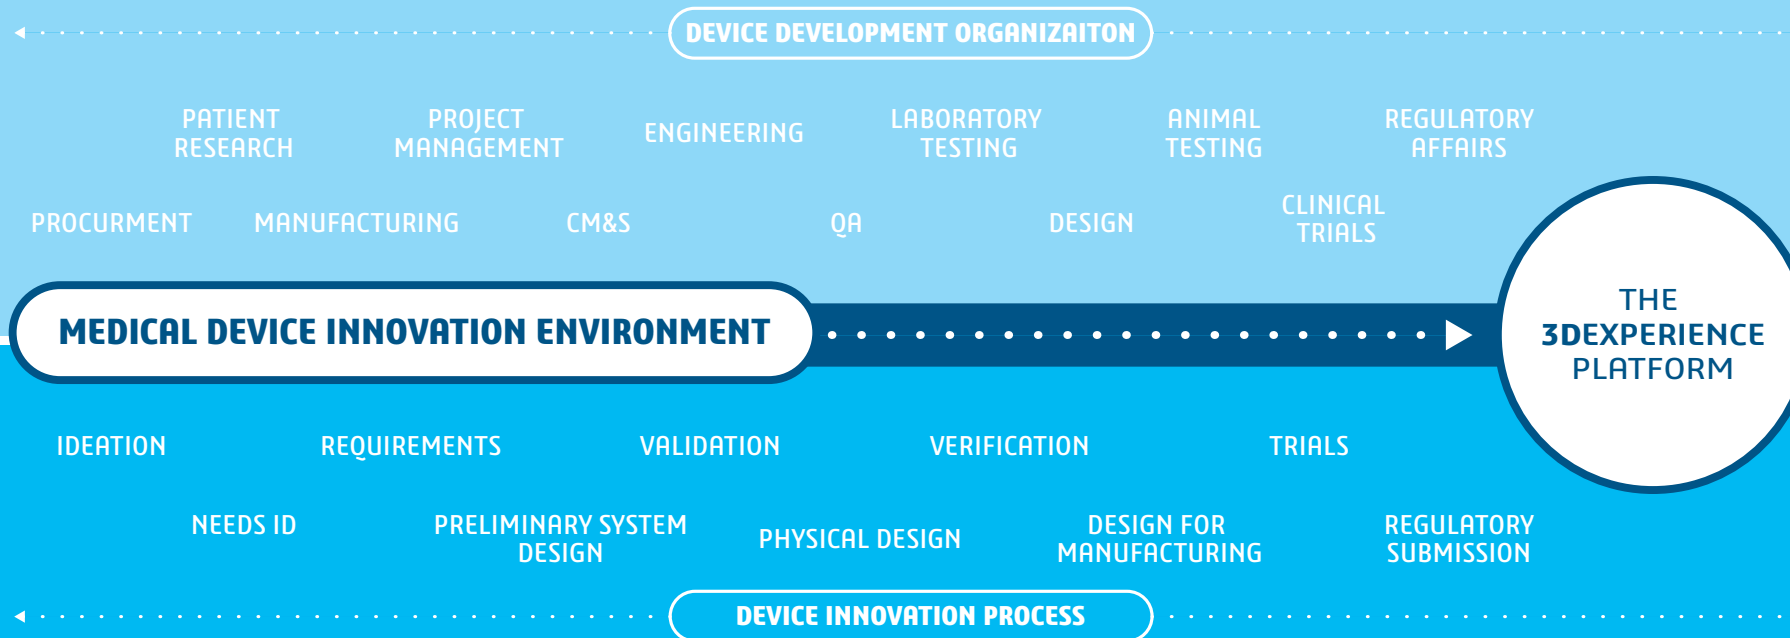 DEVICE DEVELOPMENT ORGANIZAITON
PATIENT
RESEARCH
PROJECT
MANAGEMENT
ENGINEERING
LABORATORY
TESTING
ANIMAL
TESTING
REGULATORY
AFFAIRS
PROCURMENT
MANUFACTURING
CM&S
QA
DESIGN
CLINICAL
TRIALS
MEDICAL DEVICE INNOVATION ENVIRONMENT
THE
3DEXPERIENCE
PLATFORM
IDEATION
REQUIREMENTS
VALIDATION
VERIFICATION
TRIALS
NEEDS ID
PRELIMINARY SYSTEM
DESIGN
PHYSICAL DESIGN
DESIGN FOR
MANUFACTURING
REGULATORY
SUBMISSION
DEVICE INNOVATION PROCESS